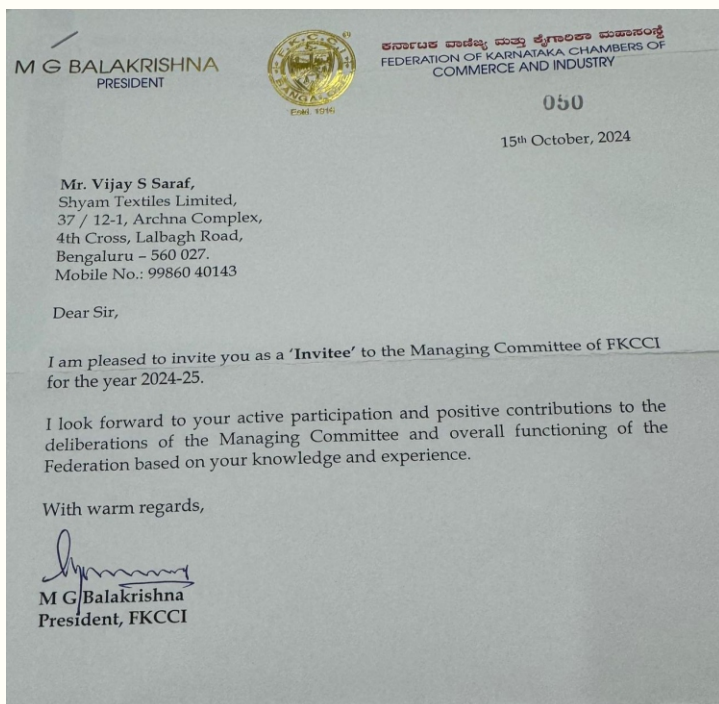 M G BALAKRISHNA
PRESIDENT
F.K.C.C.I.
BANGALORE
Estd. 1916
ಕರ್ನಾಟಕ ವಾಣಿಜ್ಯ ಮತ್ತು ಕೈಗಾರಿಕಾ ಮಹಾಸಂಸ್ಥೆ
FEDERATION OF KARNATAKA CHAMBERS OF
COMMERCE AND INDUSTRY
050
15th October, 2024
Mr. Vijay S Saraf,
Shyam Textiles Limited,
37 / 12-1, Archna Complex,
4th Cross, Lalbagh Road,
Bengaluru – 560 027.
Mobile No.: 99860 40143
Dear Sir,
I am pleased to invite you as a ‘Invitee’ to the Managing Committee of FKCCI
for the year 2024-25.
I look forward to your active participation and positive contributions to the
deliberations of the Managing Committee and overall functioning of the
Federation based on your knowledge and experience.
With warm regards,
M G Balakrishna
President, FKCCI